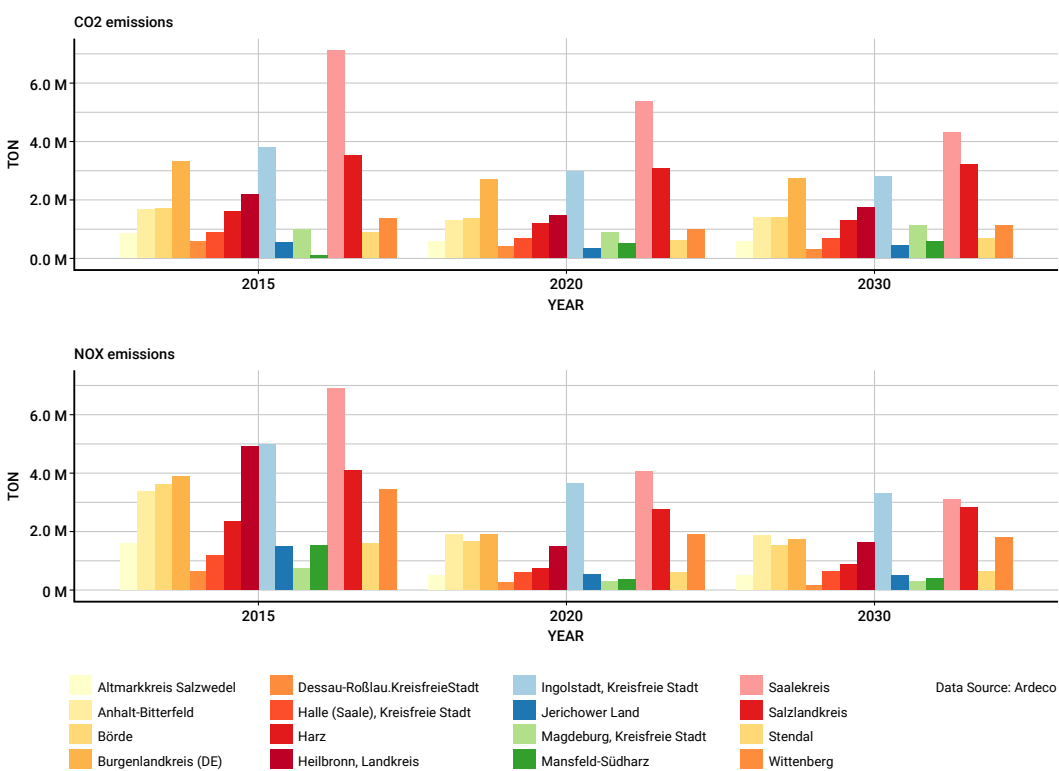 CO2 emissions
TON
6.0 M
4.0 M
2.0 M
0.0 M
2015
2020
2030
YEAR
NOX emissions
TON
6.0 M
4.0 M
2.0 M
0 M
2015
2020
2030
YEAR
Altmarkkreis Salzwedel
Anhalt-Bitterfeld
Börde
Burgenlandkreis (DE)
Dessau-Roßlau.KreisfreieStadt
Halle (Saale), Kreisfreie Stadt
Harz
Heilbronn, Landkreis
Ingolstadt, Kreisfreie Stadt
Jerichower Land
Magdeburg, Kreisfreie Stadt
Mansfeld-Südharz
Saalekreis
Salzlandkreis
Stendal
Wittenberg
Data Source: Ardeco